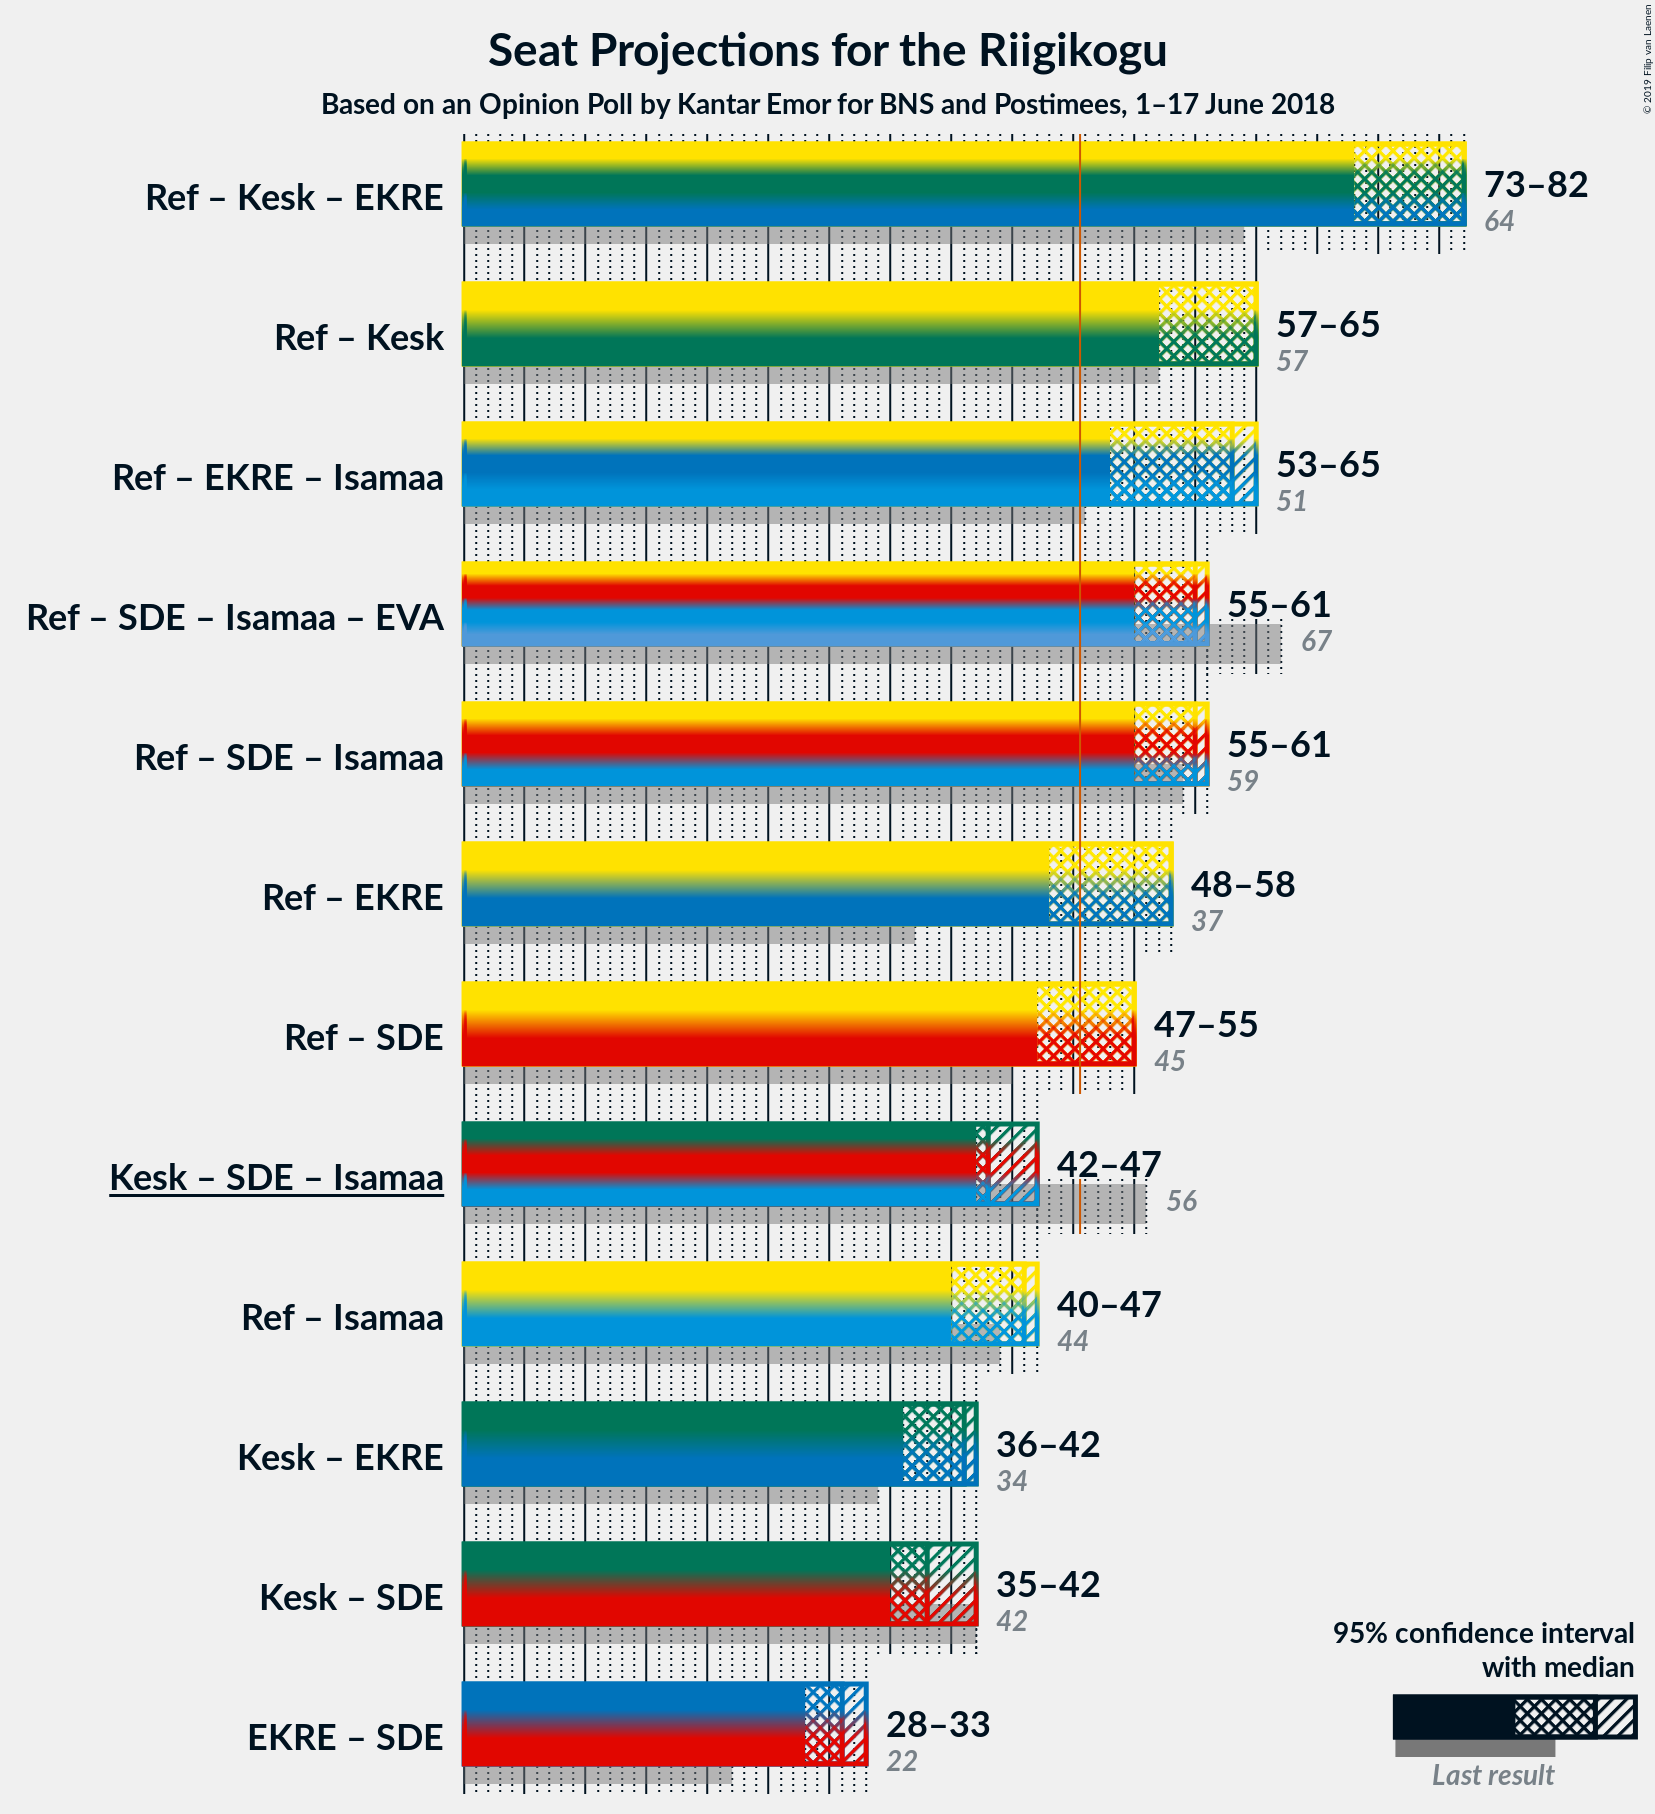 Seat Projections for the Riigikogu
Based on an Opinion Poll by Kantar Emor for BNS and Postimees, 1–17 June 2018
© 2019 Filip van Laenen
Ref – Kesk – EKRE
73–82
64
Ref – Kesk
57–65
57
Ref – EKRE – Isamaa
53–65
51
Ref – SDE – Isamaa – EVA
55–61
67
Ref – SDE – Isamaa
55–61
59
Ref – EKRE
48–58
37
Ref – SDE
47–55
45
Kesk – SDE – Isamaa
42–47
56
Ref – Isamaa
40–47
44
Kesk – EKRE
36–42
34
Kesk – SDE
35–42
42
EKRE – SDE
28–33
22
95% confidence interval
with median
Last result